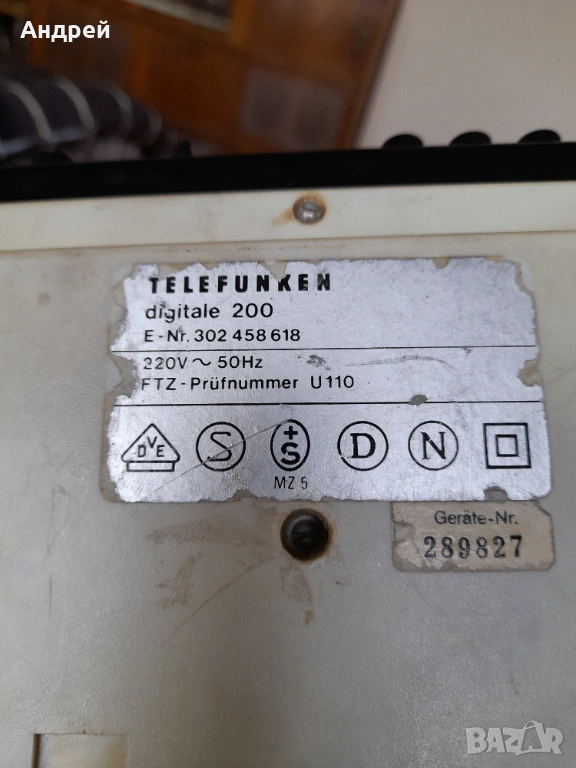 Андрей
TELEFUNKEN
digitale 200
E-Nr. 302 458 618
220V ~ 50Hz
FTZ-Prüfnummer U110
DVE S +S D N
MZ 5
Geräte-Nr.
289827
BAZAR